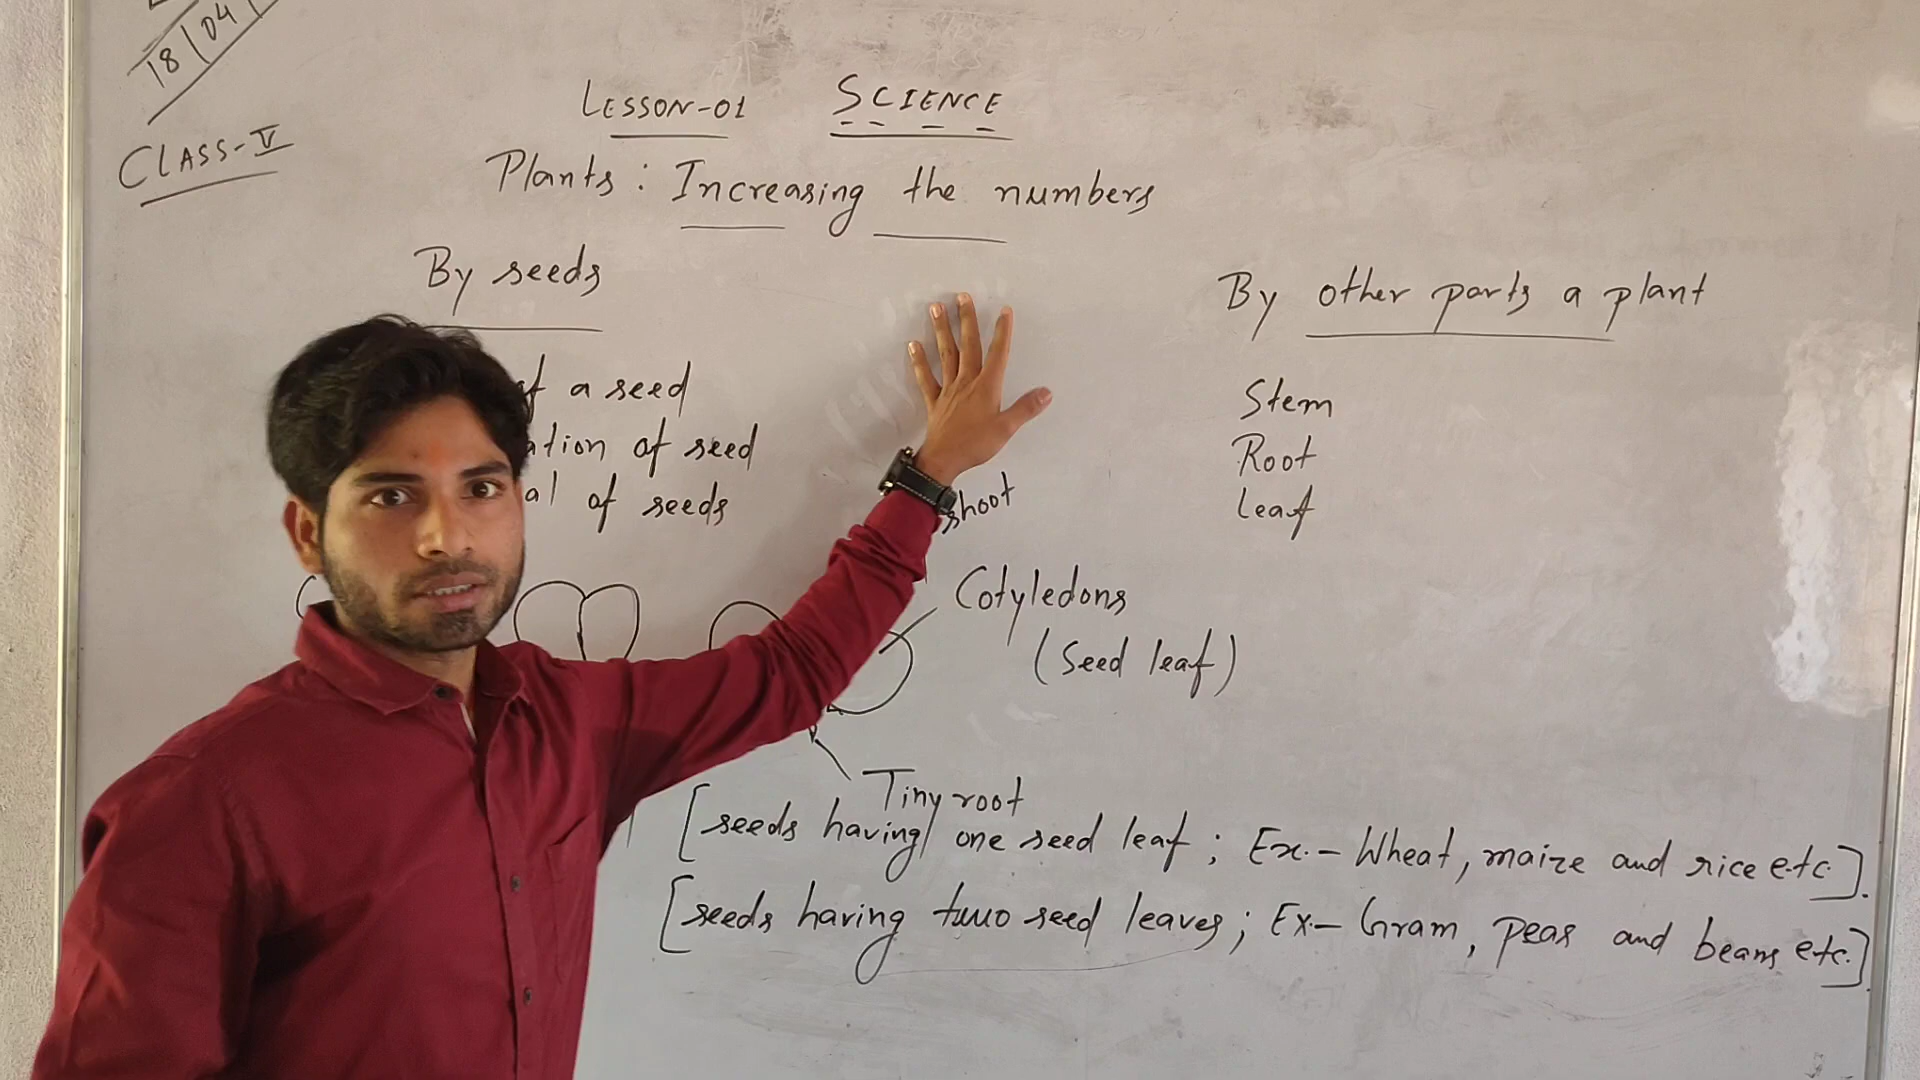 18/04/
CLASS-V
LESSON-01 SCIENCE
Plants : Increasing the numbers
By seeds
By other parts a plant
of a seed
of seed
of seeds
Stem
Root
Leaf
shoot
Cotyledons
(Seed leaf)
Tiny root
[seeds having one seed leaf ; Ex.- Wheat, maize and rice etc].
[seeds having two seed leaves; Ex- Gram, peas and beans etc.]